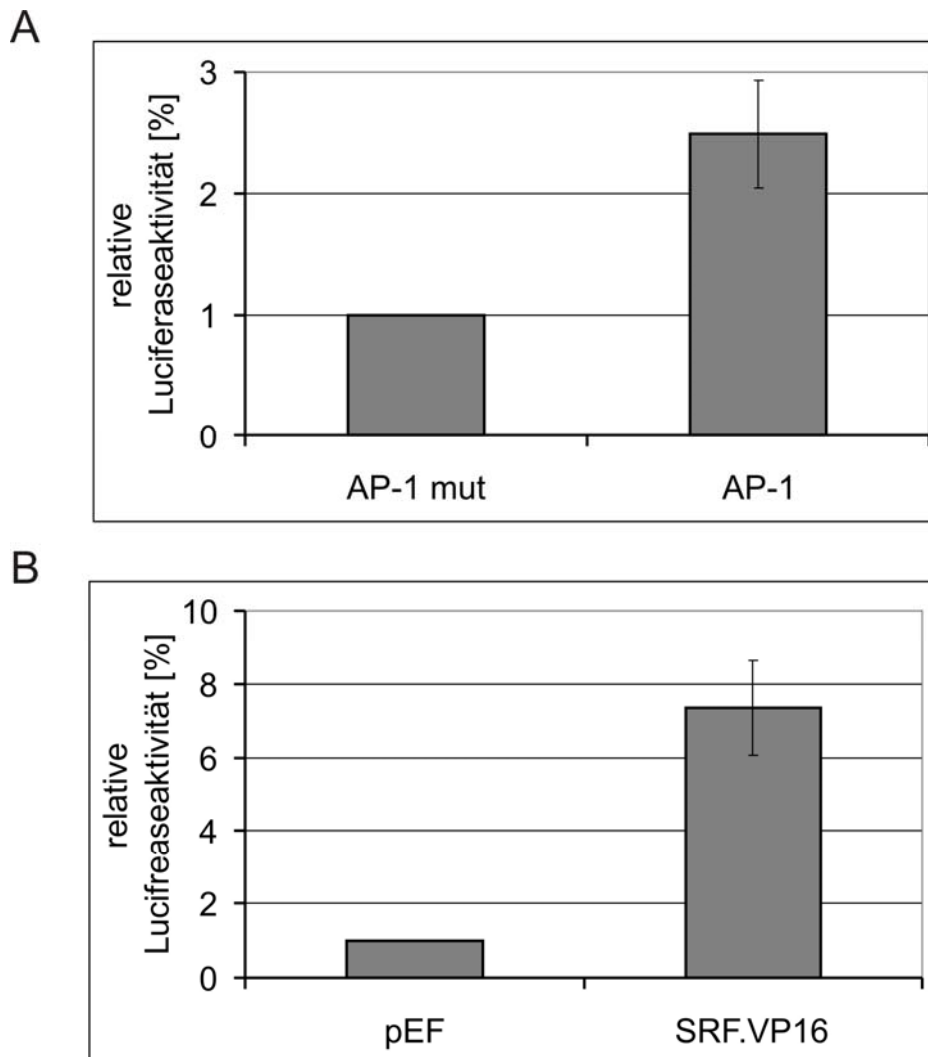 A
relative
Luciferaseaktivität [%]
3
2
1
0
AP-1 mut
AP-1
B
relative
Lucifreaseaktivität [%]
10
8
6
4
2
0
pEF
SRF.VP16